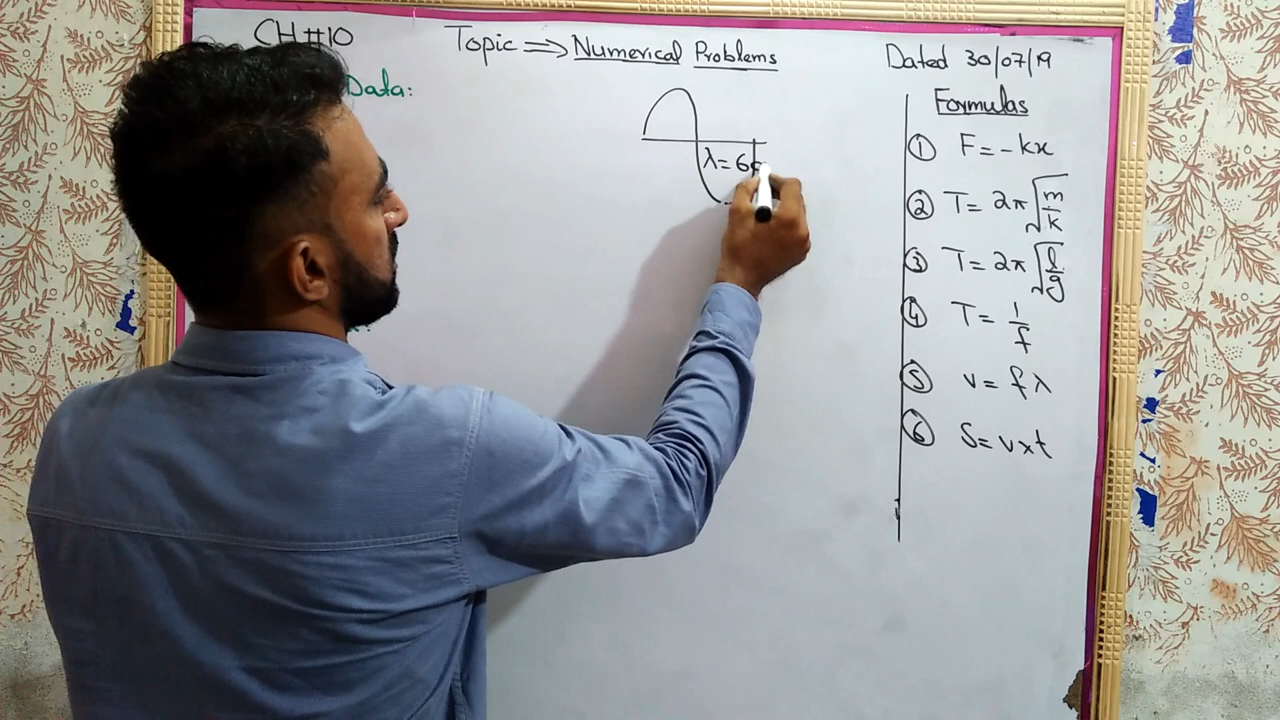 CH#10
Topic ⇒ Numerical Problems
Dated 30/07/19
Data:
λ = 6
Formulas
① F = -kx
② T = 2π√m/k
③ T = 2π√l/g
④ T = 1/f
⑤ v = fλ
⑥ S = v×t